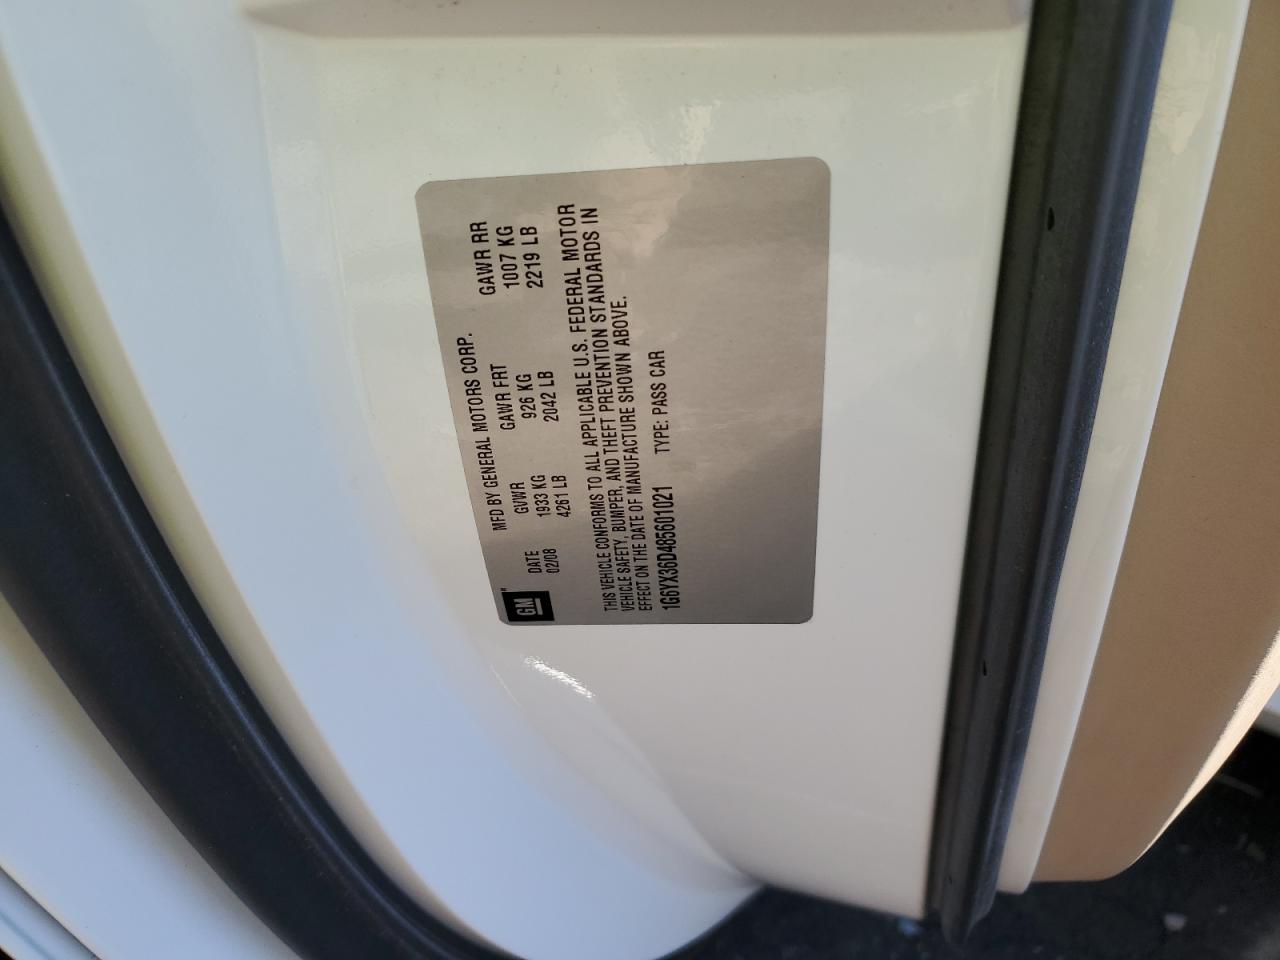 MFD BY GENERAL MOTORS CORP.
GM
DATE GVWR GAWR FRT GAWR RR
02/08 1933 KG 926 KG 1007 KG
4261 LB 2042 LB 2219 LB
THIS VEHICLE CONFORMS TO ALL APPLICABLE U.S. FEDERAL MOTOR
VEHICLE SAFETY, BUMPER, AND THEFT PREVENTION STANDARDS IN
EFFECT ON THE DATE OF MANUFACTURE SHOWN ABOVE.
1G6YX36D485601021 TYPE: PASS CAR